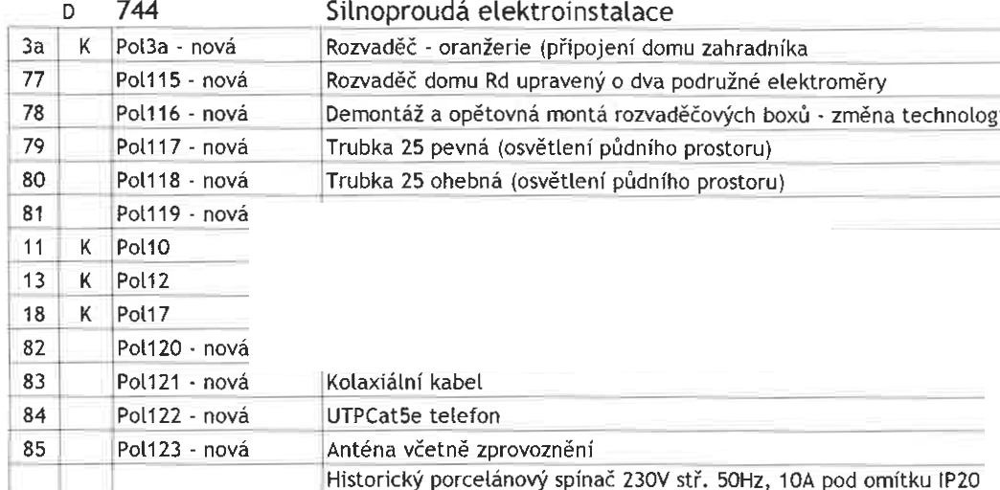 D 744 Silnoproudá elektroinstalace
3a K Pol3a - nová Rozvaděč - oranžerie (připojení domu zahradníka
77 Pol115 - nová Rozvaděč domu Rd upravený o dva podružné elektroměry
78 Pol116 - nová Demontáž a opětovná montá rozvaděčových boxů - změna technolog
79 Pol117 - nová Trubka 25 pevná (osvětlení půdního prostoru)
80 Pol118 - nová Trubka 25 ohebná (osvětlení půdního prostoru)
81 Pol119 - nová
11 K Pol10
13 K Pol12
18 K Pol17
82 Pol120 - nová
83 Pol121 - nová Kolaxiální kabel
84 Pol122 - nová UTPCat5e telefon
85 Pol123 - nová Anténa včetně zprovoznění
Historický porcelánový spínač 230V stř. 50Hz, 10A pod omítku IP20